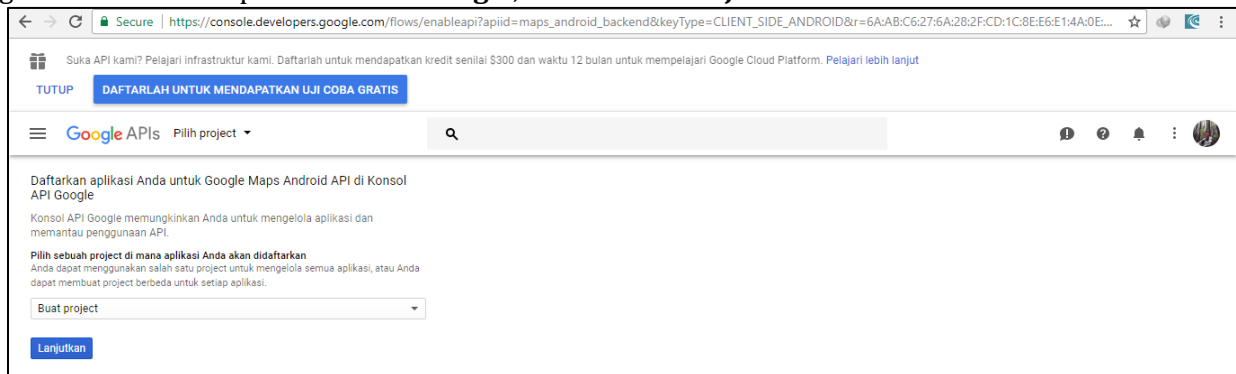 Secure | https://console.developers.google.com/flows/enableapi?apiid=maps_android_backend&keyType=CLIENT_SIDE_ANDROID&r=6A:AB:C6:27:6A:28:2F:CD:1C:8E:E6:E1:4A:0E:...
Suka API kami? Pelajari infrastruktur kami. Daftarlah untuk mendapatkan kredit senilai $300 dan waktu 12 bulan untuk mempelajari Google Cloud Platform. Pelajari lebih lanjut
TUTUP DAFTARLAH UNTUK MENDAPATKAN UJI COBA GRATIS
Google APIs Pilih project
Daftarkan aplikasi Anda untuk Google Maps Android API di Konsol
API Google
Konsol API Google memungkinkan Anda untuk mengelola aplikasi dan
memantau penggunaan API.
Pilih sebuah project di mana aplikasi Anda akan didaftarkan
Anda dapat menggunakan salah satu project untuk mengelola semua aplikasi, atau Anda
dapat membuat project berbeda untuk setiap aplikasi.
Buat project
Lanjutkan